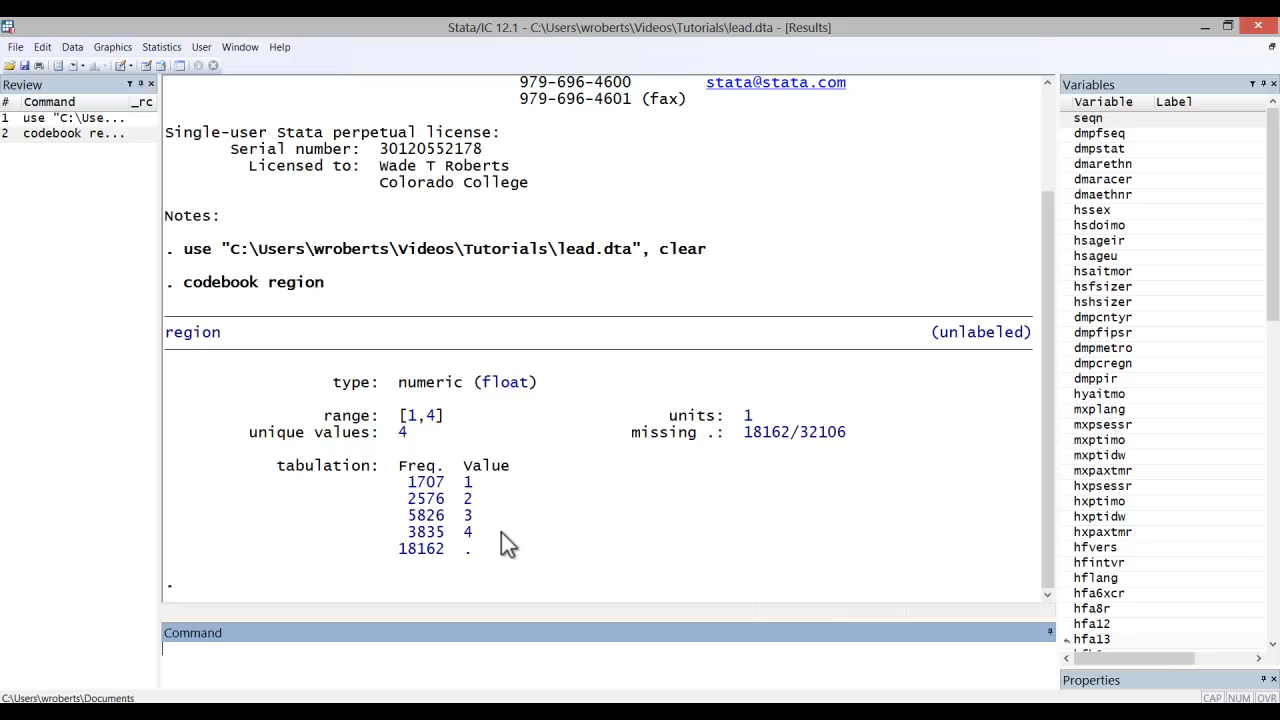 Stata/IC 12.1 - C:\Users\wroberts\Videos\Tutorials\lead.dta - [Results]
File Edit Data Graphics Statistics User Window Help
Review
# Command _rc
1 use "C:\Use...
2 codebook re...
979-696-4600 stata@stata.com
979-696-4601 (fax)
Single-user Stata perpetual license:
Serial number: 30120552178
Licensed to: Wade T Roberts
Colorado College
Notes:
. use "C:\Users\wroberts\Videos\Tutorials\lead.dta", clear
. codebook region
region (unlabeled)
type: numeric (float)
range: [1,4] units: 1
unique values: 4 missing .: 18162/32106
tabulation: Freq. Value
1707 1
2576 2
5826 3
3835 4
18162 .
.
Command
Variables
Variable Label
seqn
dmpfseq
dmpstat
dmarethn
dmaracer
dmaethnr
hssex
hsdoimo
hsageir
hsageu
hsaitmor
hsfsizer
hshsizer
dmpcntyr
dmpfipsr
dmpmetro
dmpcregn
dmppir
hyaitmo
mxplang
mxpsessr
mxptimo
mxptidw
mxpaxtmr
hxpsessr
hxptimo
hxptidw
hxpaxtmr
hfvers
hfintvr
hflang
hfa6xcr
hfa8r
hfa12
hfa13
Properties
C:\Users\wroberts\Documents
CAP NUM OVR